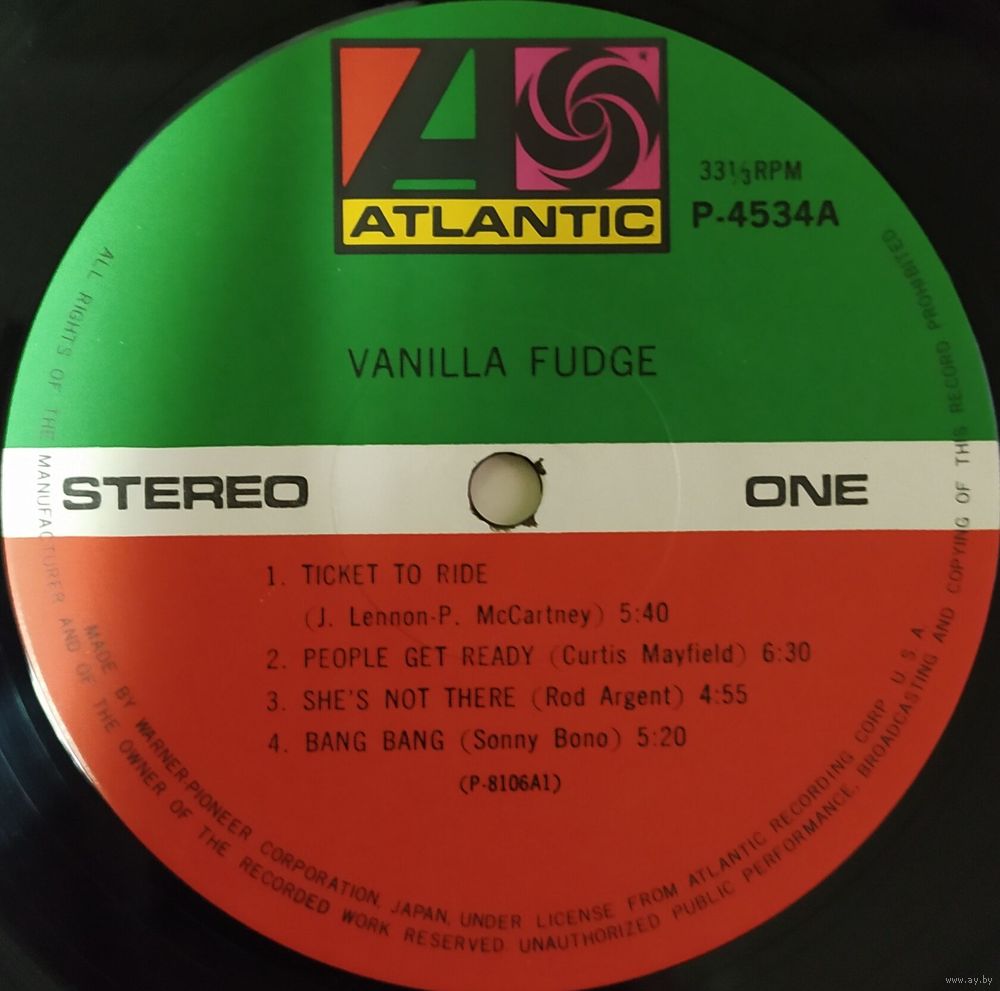 ATLANTIC
33⅓RPM
P-4534A
VANILLA FUDGE
STEREO
ONE
1. TICKET TO RIDE
(J. Lennon-P. McCartney) 5:40
2. PEOPLE GET READY (Curtis Mayfield) 6:30
3. SHE'S NOT THERE (Rod Argent) 4:55
4. BANG BANG (Sonny Bono) 5:20
(P-8106A1)
MADE BY WARNER-PIONEER CORPORATION, JAPAN, UNDER LICENSE FROM ATLANTIC RECORDING CORP. U. S. A.
ALL RIGHTS OF THE MANUFACTURER AND OF THE OWNER OF THE RECORDED WORK RESERVED UNAUTHORIZED PUBLIC PERFORMANCE, BROADCASTING AND COPYING OF THIS RECORD PROHIBITED
www.ay.by